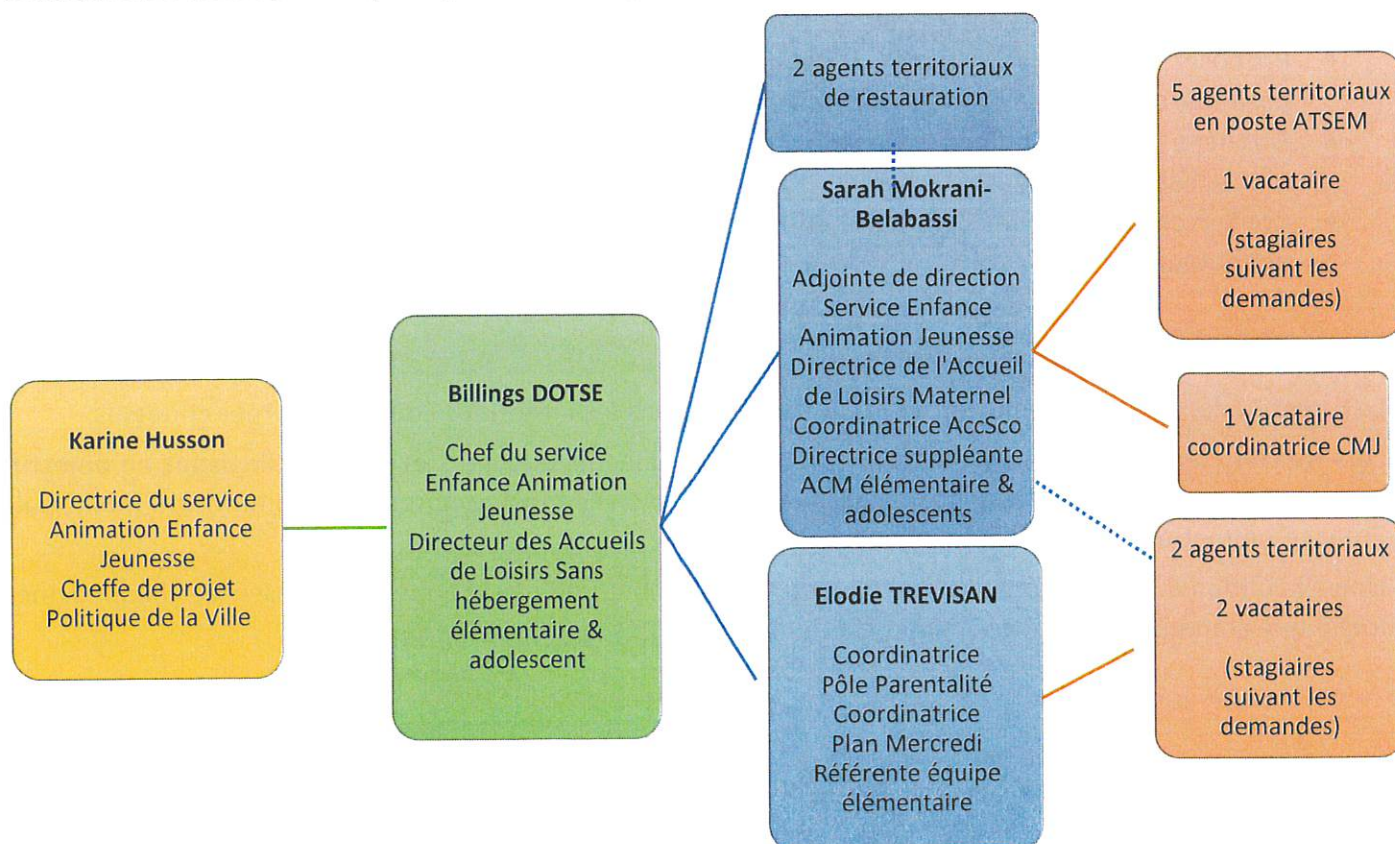 Karine Husson
Directrice du service
Animation Enfance
Jeunesse
Cheffe de projet
Politique de la Ville
Billings DOTSE
Chef du service
Enfance Animation
Jeunesse
Directeur des Accueils
de Loisirs Sans
hébergement
élémentaire &
adolescent
2 agents territoriaux
de restauration
Sarah Mokrani-
Belabassi
Adjointe de direction
Service Enfance
Animation Jeunesse
Directrice de l'Accueil
de Loisirs Maternel
Coordinatrice AccSco
Directrice suppléante
ACM élémentaire &
adolescents
Elodie TREVISAN
Coordinatrice
Pôle Parentalité
Coordinatrice
Plan Mercredi
Référente équipe
élémentaire
5 agents territoriaux
en poste ATSEM
1 vacataire
(stagiaires
suivant les
demandes)
1 Vacataire
coordinatrice CMJ
2 agents territoriaux
2 vacataires
(stagiaires
suivant les
demandes)